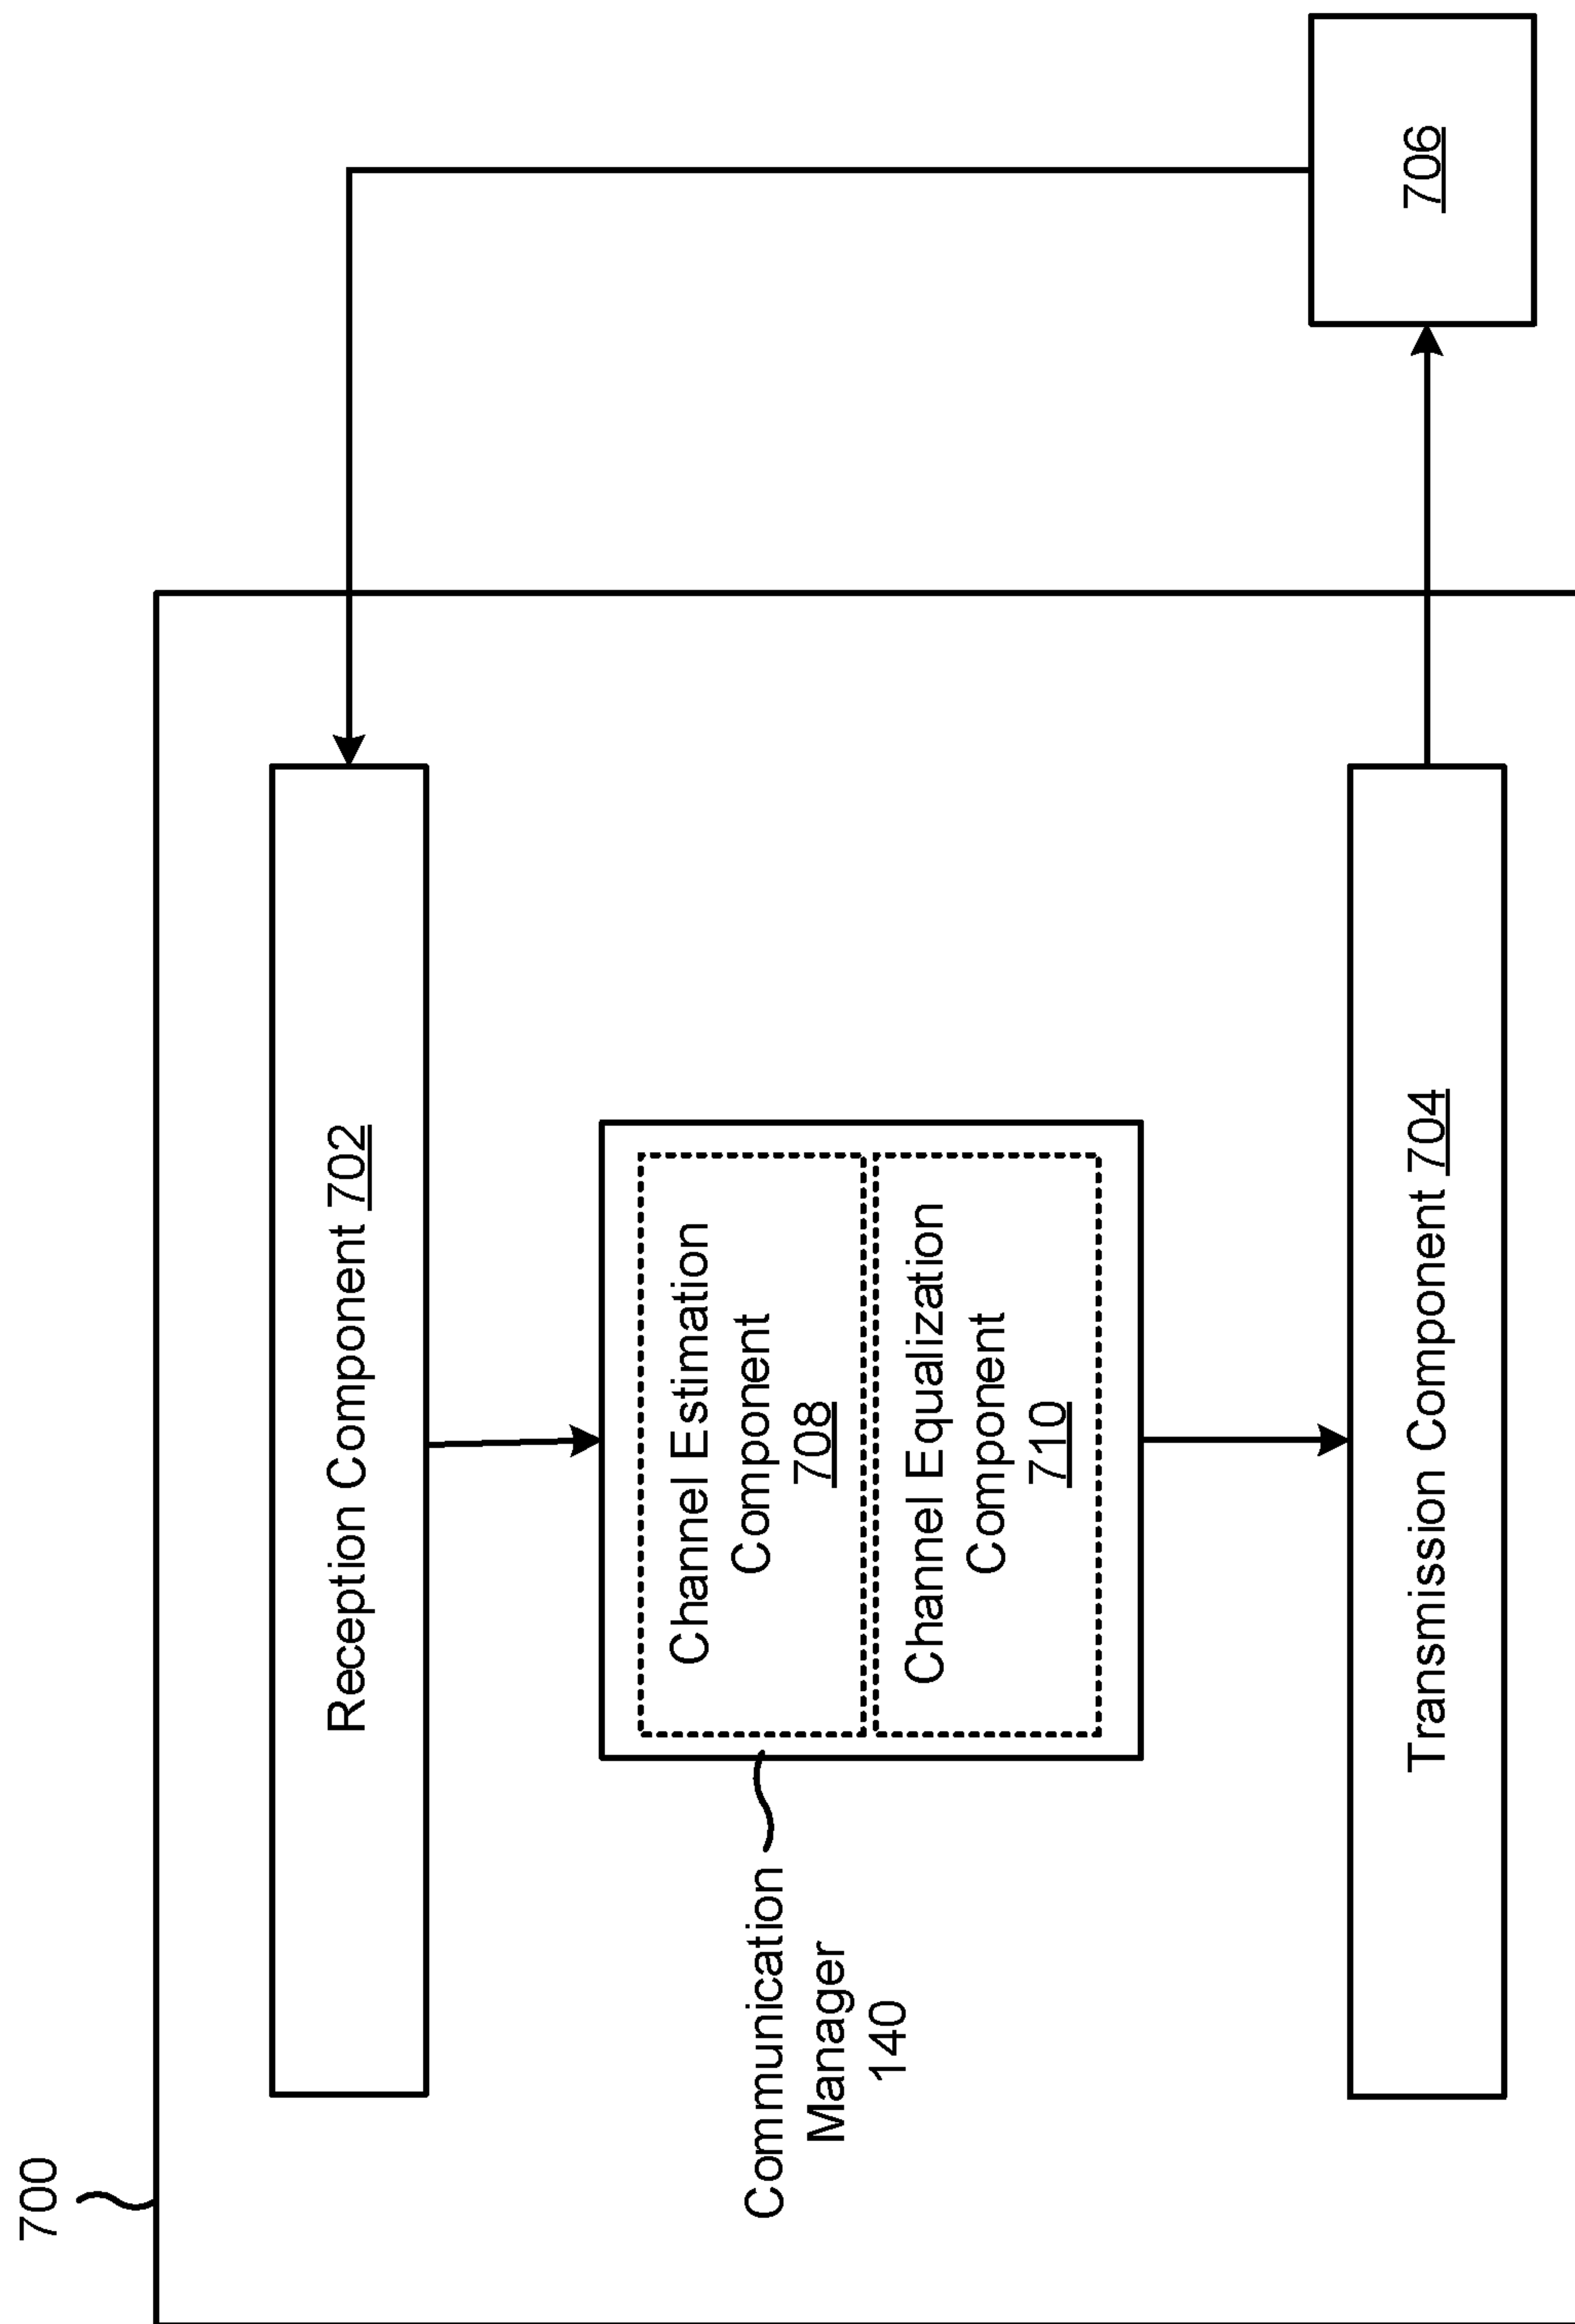 700
Reception Component 702
Communication
Manager
140
Channel Estimation
Component
708
Channel Equalization
Component
710
Transmission Component 704
706